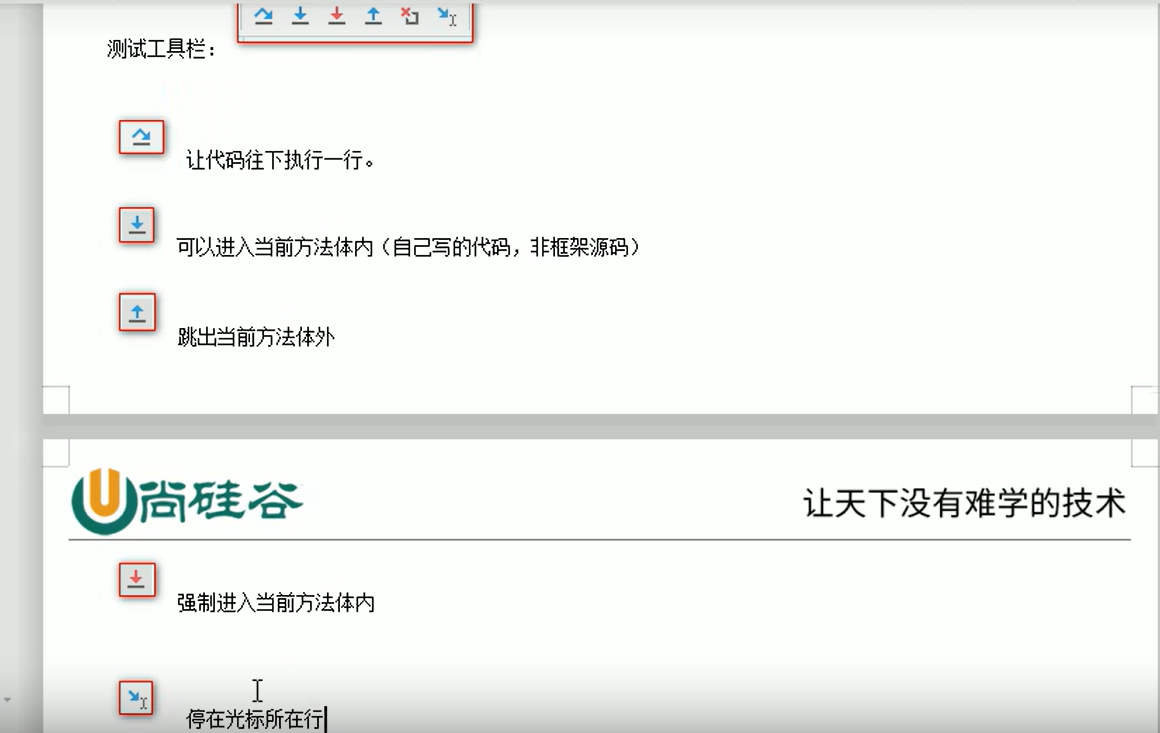 测试工具栏：
让代码往下执行一行。
可以进入当前方法体内（自己写的代码，非框架源码）
跳出当前方法体外
尚硅谷
让天下没有难学的技术
强制进入当前方法体内
停在光标所在行